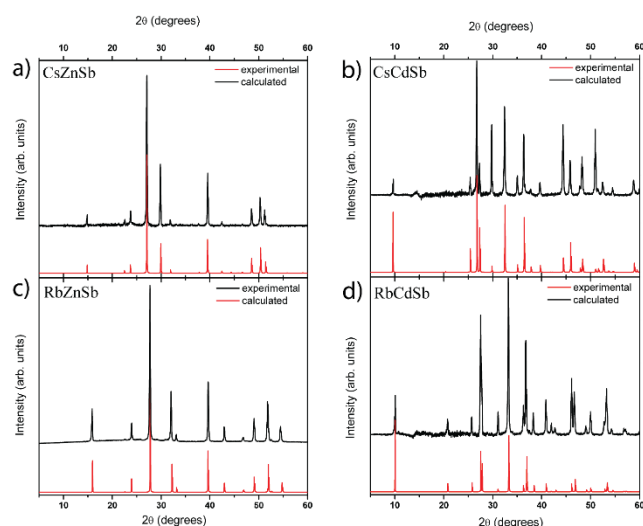 2θ (degrees)
2θ (degrees)
10 20 30 40 50 60
0 10 20 30 40 50 60
a)
CsZnSb
experimental
calculated
Intensity (arb. units)
b)
CsCdSb
experimental
calculated
Intensity (arb. units)
c)
RbZnSb
experimental
calculated
Intensity (arb. units)
10 20 30 40 50 60
2θ (degrees)
d)
RbCdSb
experimental
calculated
Intensity (arb. units)
0 10 20 30 40 50 60
2θ (degrees)